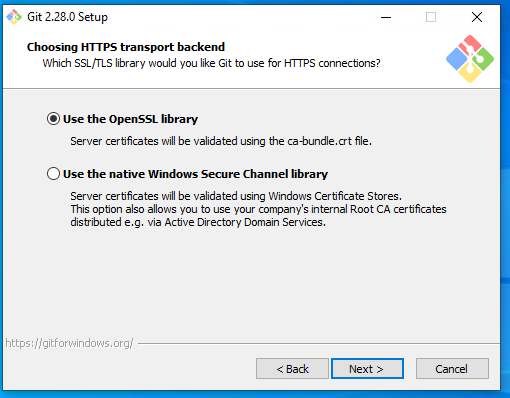 Git 2.28.0 Setup
Choosing HTTPS transport backend
Which SSL/TLS library would you like Git to use for HTTPS connections?
Use the OpenSSL library
Server certificates will be validated using the ca-bundle.crt file.
Use the native Windows Secure Channel library
Server certificates will be validated using Windows Certificate Stores.
This option also allows you to use your company's internal Root CA certificates
distributed e.g. via Active Directory Domain Services.
https://gitforwindows.org/
< Back
Next >
Cancel